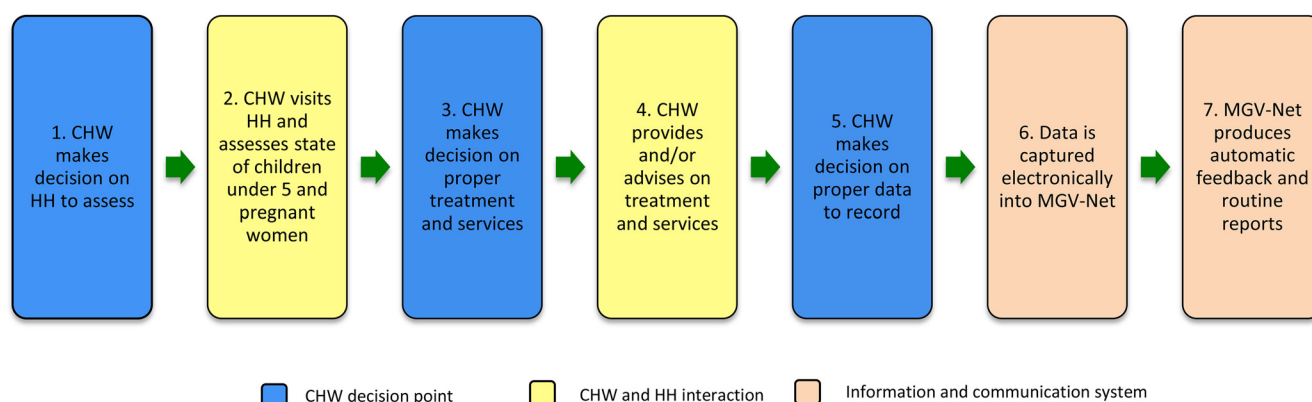 1. CHW
makes
decision on
HH to assess
2. CHW visits
HH and
assesses state
of children
under 5 and
pregnant
women
3. CHW
makes
decision on
proper
treatment
and services
4. CHW
provides
and/or
advises on
treatment
and services
5. CHW
makes
decision on
proper data
to record
6. Data is
captured
electronically
into MGV-Net
7. MGV-Net
produces
automatic
feedback and
routine
reports
CHW decision point
CHW and HH interaction
Information and communication system